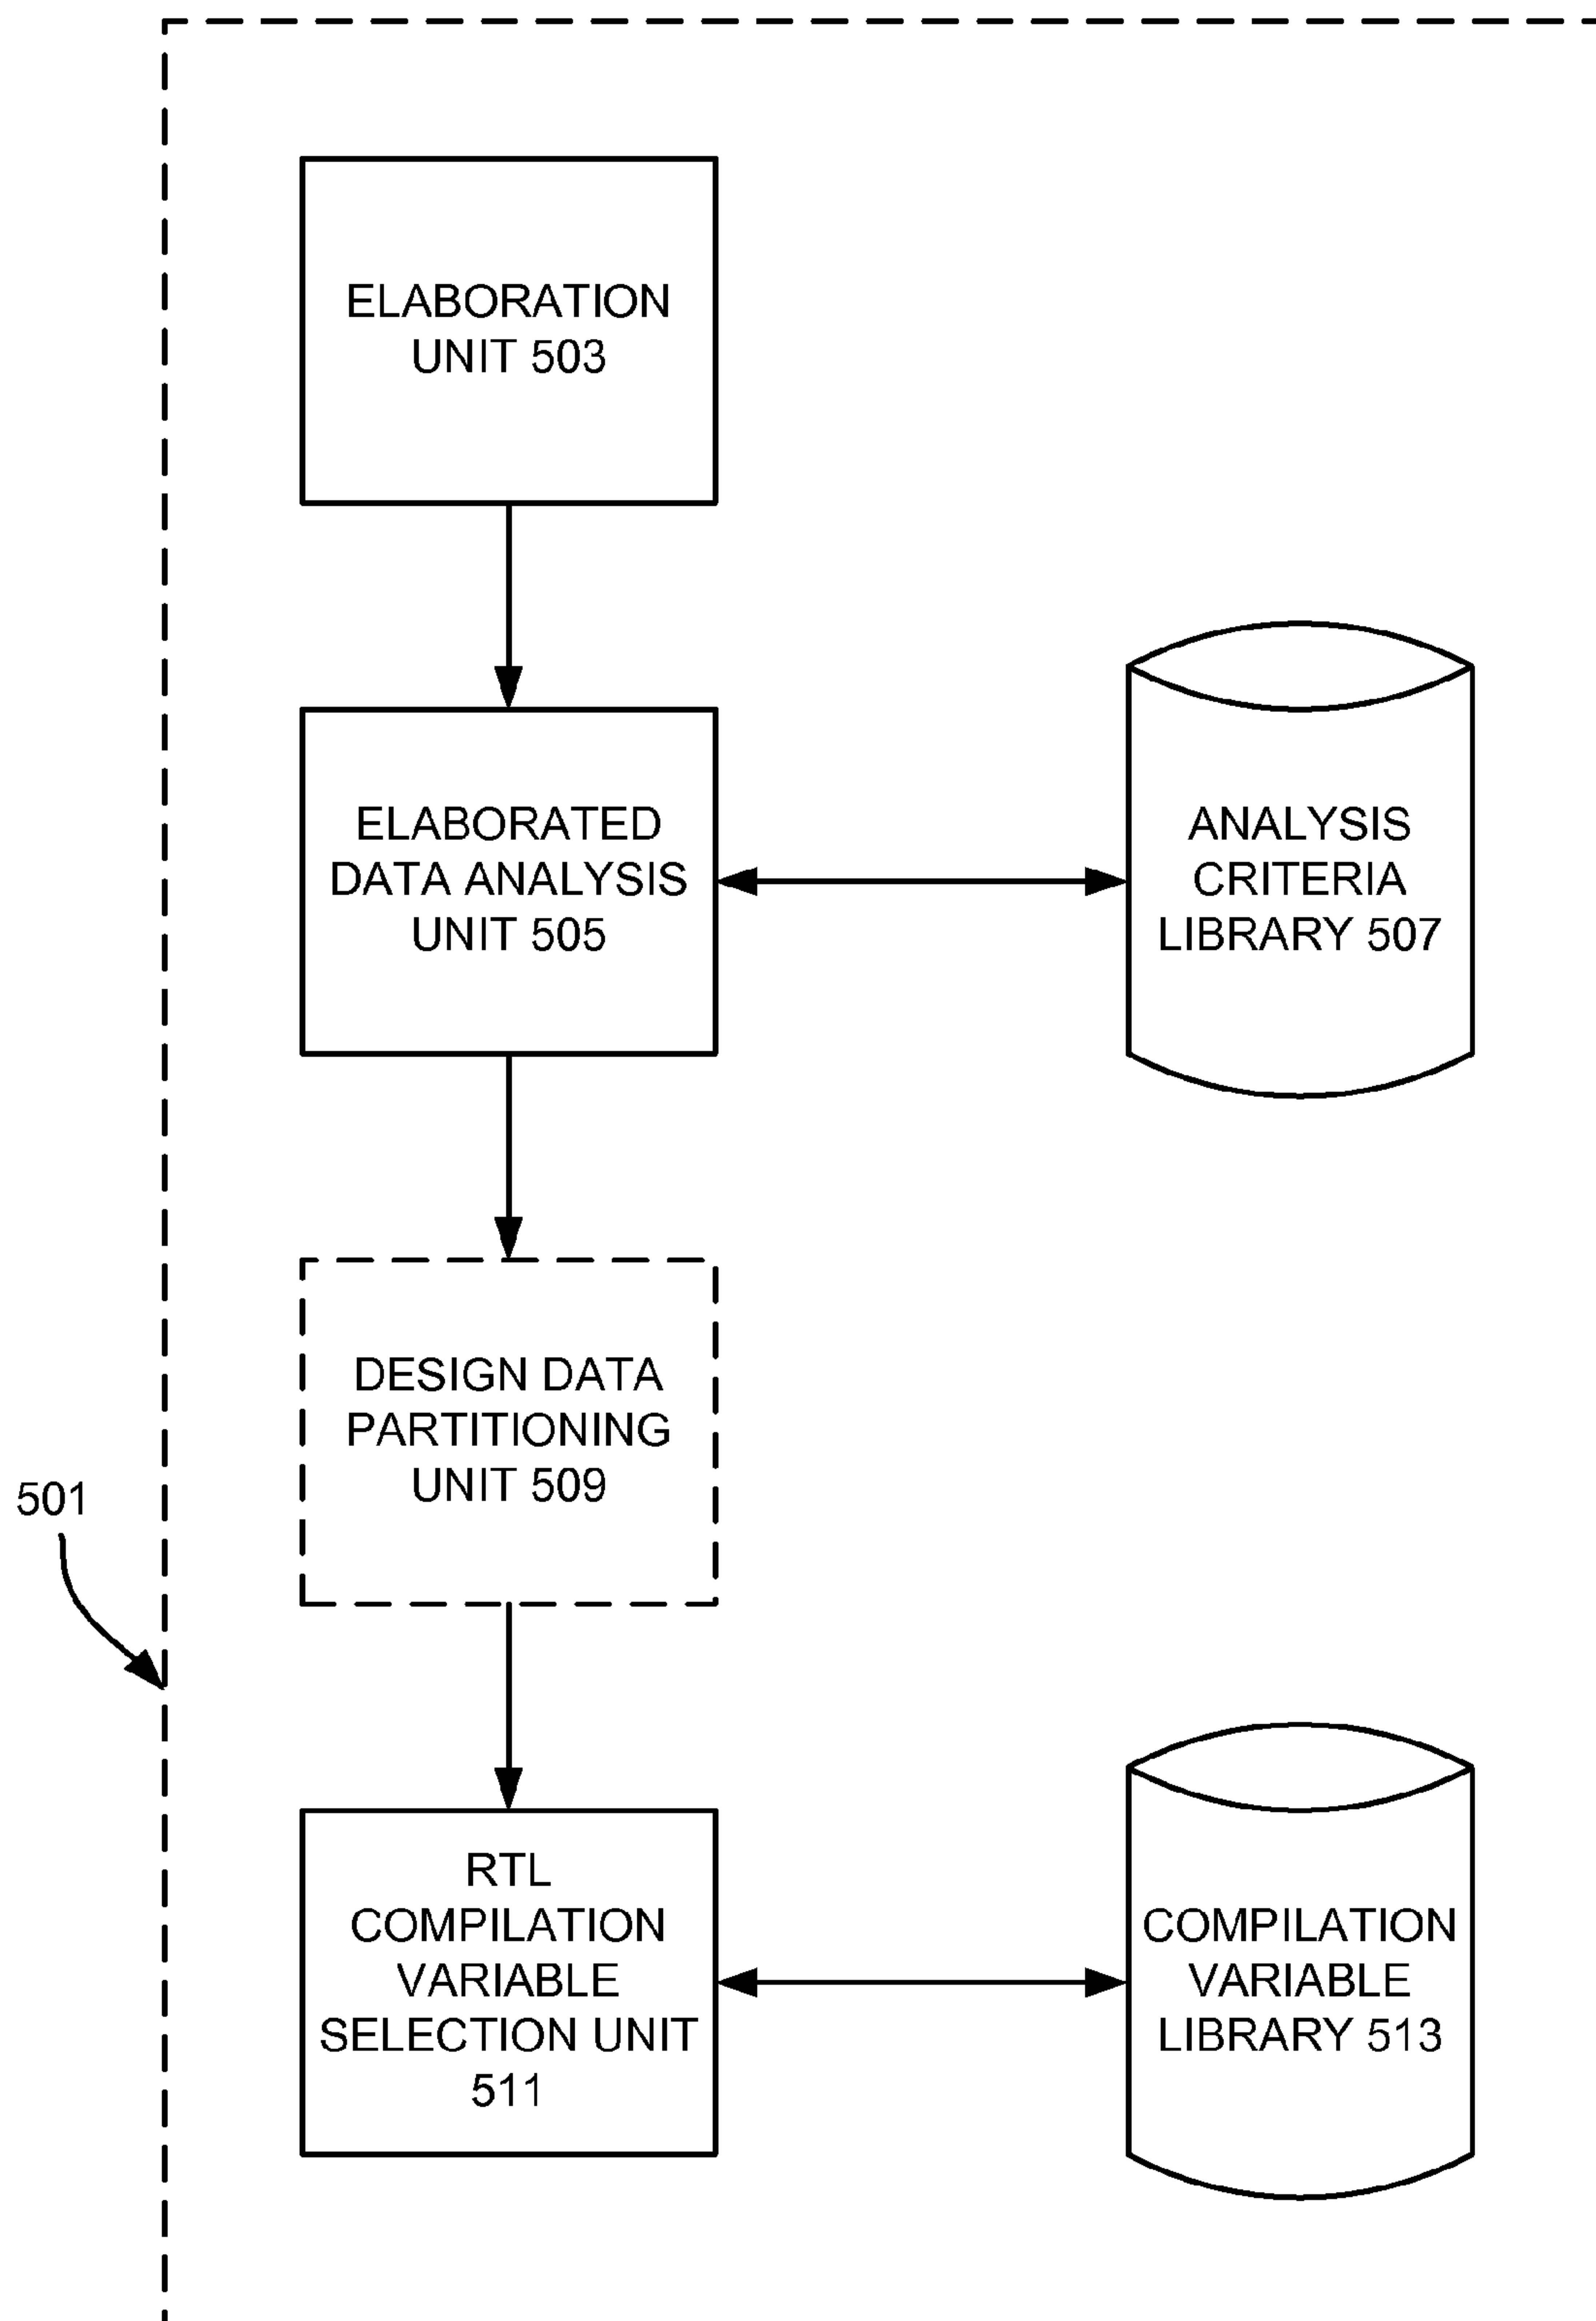 ELABORATION
UNIT 503
ELABORATED
DATA ANALYSIS
UNIT 505
ANALYSIS
CRITERIA
LIBRARY 507
DESIGN DATA
PARTITIONING
UNIT 509
501
RTL
COMPILATION
VARIABLE
SELECTION UNIT
511
COMPILATION
VARIABLE
LIBRARY 513